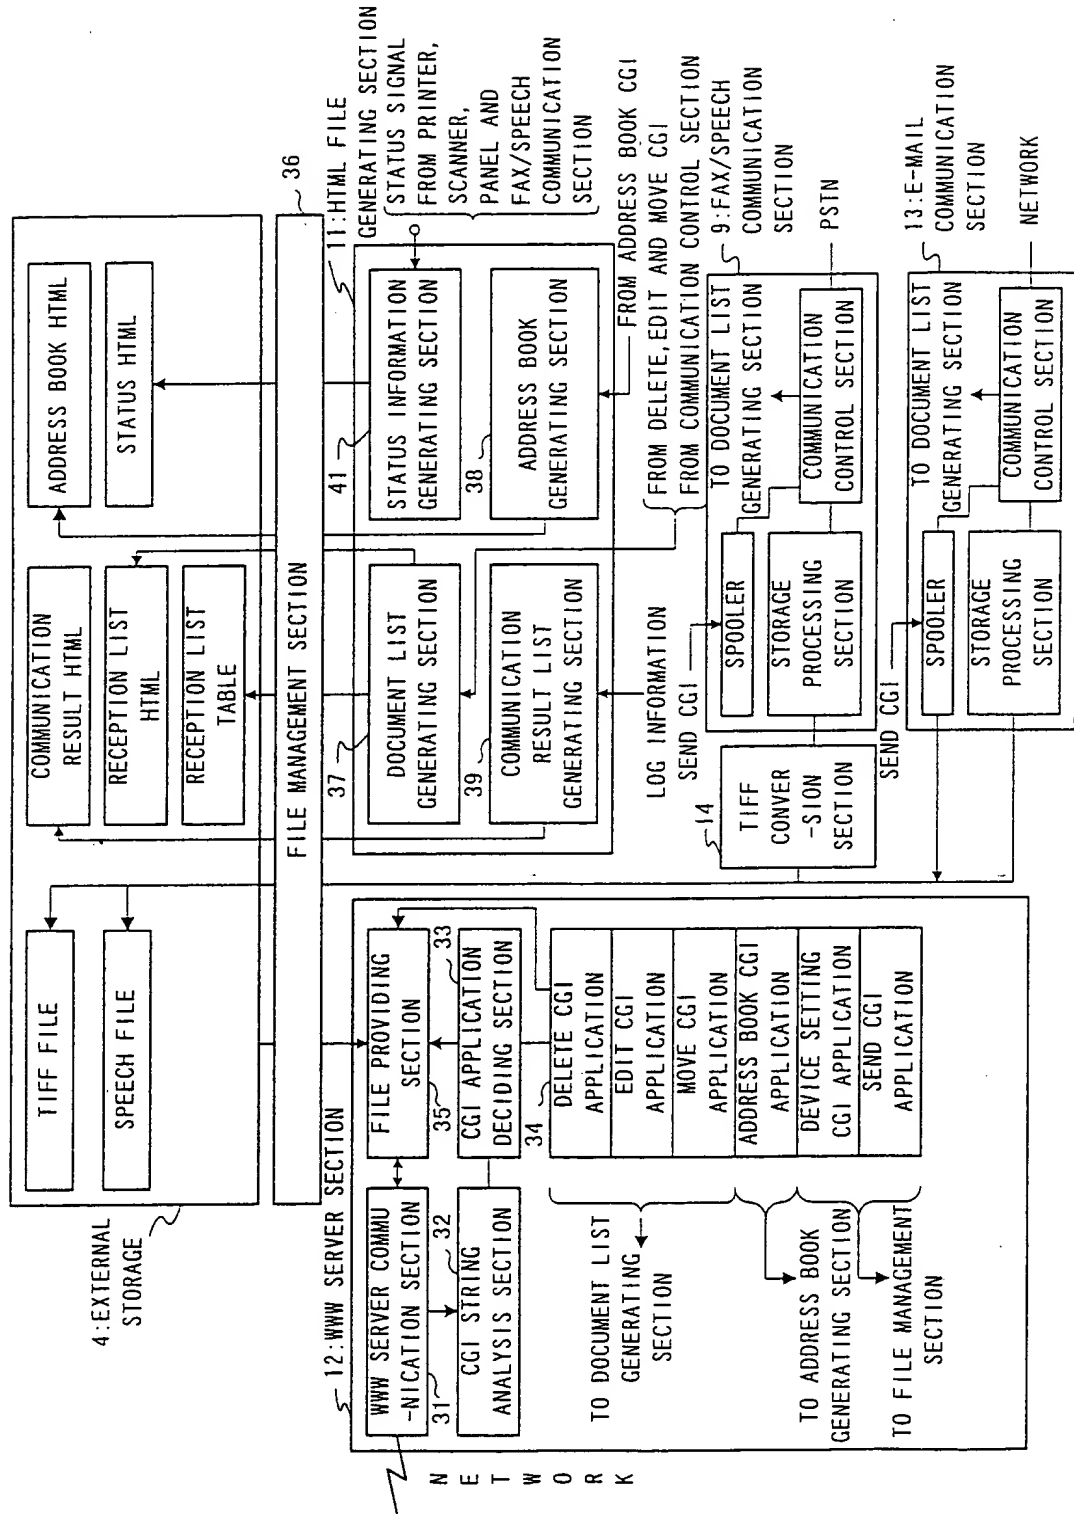 4:EXTERNAL
STORAGE
TIFF FILE
SPEECH FILE
COMMUNICATION
RESULT HTML
RECEPTION LIST
HTML
RECEPTION LIST
TABLE
ADDRESS BOOK HTML
STATUS HTML
FILE MANAGEMENT SECTION
36
12:WWW SERVER SECTION
WWW SERVER COMMU
-NICATION SECTION
31
32
CGI STRING
ANALYSIS SECTION
FILE PROVIDING
SECTION
35
33
CGI APPLICATION
DECIDING SECTION
34
DELETE CGI
APPLICATION
EDIT CGI
APPLICATION
MOVE CGI
APPLICATION
ADDRESS BOOK CGI
APPLICATION
DEVICE SETTING
CGI APPLICATION
SEND CGI
APPLICATION
TO DOCUMENT LIST
GENERATING
SECTION
TO ADDRESS BOOK
GENERATING SECTION
TO FILE MANAGEMENT
SECTION
NETWORK
11:HTML FILE
GENERATING SECTION
37
DOCUMENT LIST
GENERATING SECTION
39
COMMUNICATION
RESULT LIST
GENERATING SECTION
41
STATUS INFORMATION
GENERATING SECTION
38
ADDRESS BOOK
GENERATING SECTION
STATUS SIGNAL
FROM PRINTER,
SCANNER,
PANEL AND
FAX/SPEECH
COMMUNICATION
SECTION
FROM ADDRESS BOOK CGI
FROM DELETE,EDIT AND MOVE CGI
FROM COMMUNICATION CONTROL SECTION
LOG INFORMATION
SEND CGI
14
TIFF
CONVER
-SION
SECTION
9:FAX/SPEECH
COMMUNICATION
SECTION
SPOOLER
TO DOCUMENT LIST
GENERATING SECTION
STORAGE
PROCESSING
SECTION
COMMUNICATION
CONTROL SECTION
PSTN
SEND CGI
13:E-MAIL
COMMUNICATION
SECTION
SPOOLER
TO DOCUMENT LIST
GENERATING SECTION
STORAGE
PROCESSING
SECTION
COMMUNICATION
CONTROL SECTION
NETWORK